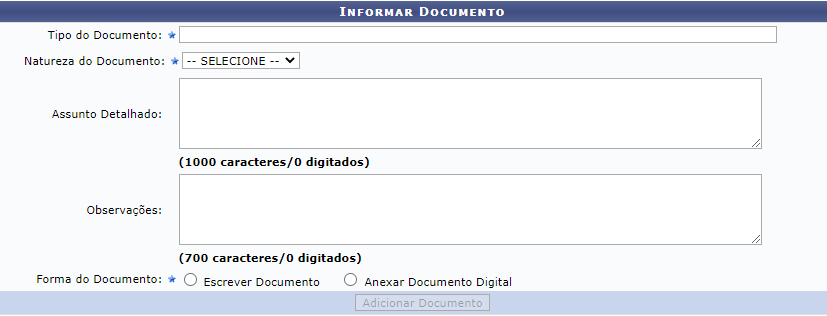 Informar Documento
Tipo do Documento:
Natureza do Documento: -- SELECIONE --
Assunto Detalhado:
(1000 caracteres/0 digitados)
Observações:
(700 caracteres/0 digitados)
Forma do Documento: Escrever Documento Anexar Documento Digital
Adicionar Documento